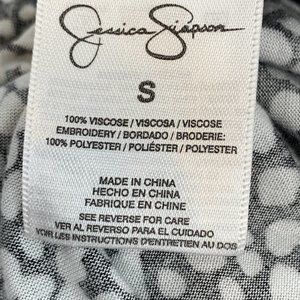 Jessica Simpson
S
100% VISCOSE / VISCOSA / VISCOSE
EMBROIDERY / BORDADO / BRODERIE:
100% POLYESTER / POLIÉSTER / POLYESTER
MADE IN CHINA
HECHO EN CHINA
FABRIQUE EN CHINE
SEE REVERSE FOR CARE
VER AL REVERSO PARA EL CUIDADO
VOIR LES INSTRUCTIONS D'ENTRETIEN AU DOS